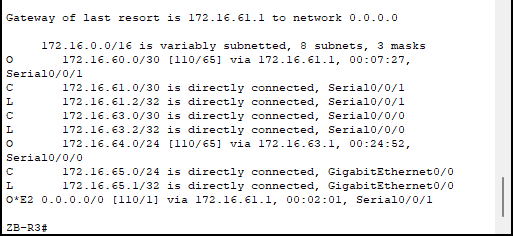 Gateway of last resort is 172.16.61.1 to network 0.0.0.0
172.16.0.0/16 is variably subnetted, 8 subnets, 3 masks
O 172.16.60.0/30 [110/65] via 172.16.61.1, 00:07:27,
Serial0/0/1
C 172.16.61.0/30 is directly connected, Serial0/0/1
L 172.16.61.2/32 is directly connected, Serial0/0/1
C 172.16.63.0/30 is directly connected, Serial0/0/0
L 172.16.63.2/32 is directly connected, Serial0/0/0
O 172.16.64.0/24 [110/65] via 172.16.63.1, 00:24:52,
Serial0/0/0
C 172.16.65.0/24 is directly connected, GigabitEthernet0/0
L 172.16.65.1/32 is directly connected, GigabitEthernet0/0
O*E2 0.0.0.0/0 [110/1] via 172.16.61.1, 00:02:01, Serial0/0/1
ZB-R3#